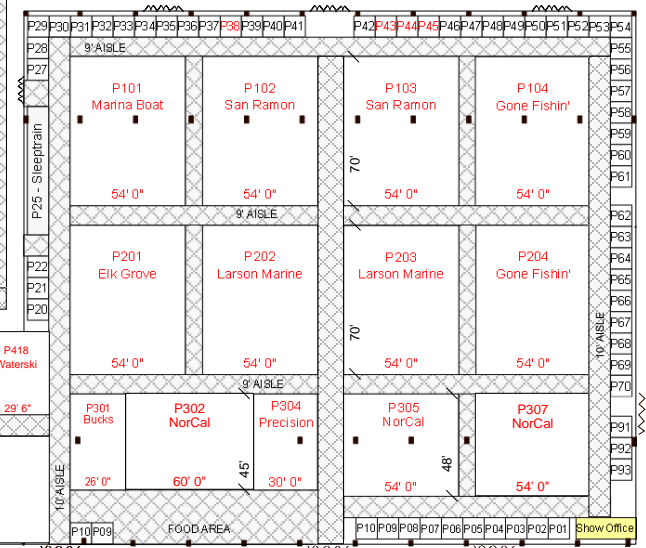 P29 P30 P31 P32 P33 P34 P35 P36 P37 P38 P39 P40 P41 P42 P43 P44 P45 P46 P47 P48 P49 P50 P51 P52 P53 P54
P28 9' AISLE P55
P27 P56
P57
P58
P59
P60
P61
P25 - Sleeptrain
P101 P102 P103 P104
Marina Boat San Ramon San Ramon Gone Fishin'
70'
54' 0" 54' 0" 54' 0" 54' 0"
9' AISLE P62
P63
P22 P64
P21 P65
P20 P66
P67
P68
P69
P201 P202 P203 P204
Elk Grove Larson Marine Larson Marine Gone Fishin'
10' AISLE
70'
P418
Waterski
54' 0" 54' 0" 54' 0" 54' 0"
9' AISLE P70
29' 6"
P301 P302 P304 P305 P307
Bucks NorCal Precision NorCal NorCal
P91
P92
P93
45' 48'
26' 0" 60' 0" 30' 0" 54' 0" 54' 0"
10' AISLE
P10 P09 FOOD AREA P10 P09 P08 P07 P06 P05 P04 P03 P02 P01 Show Office